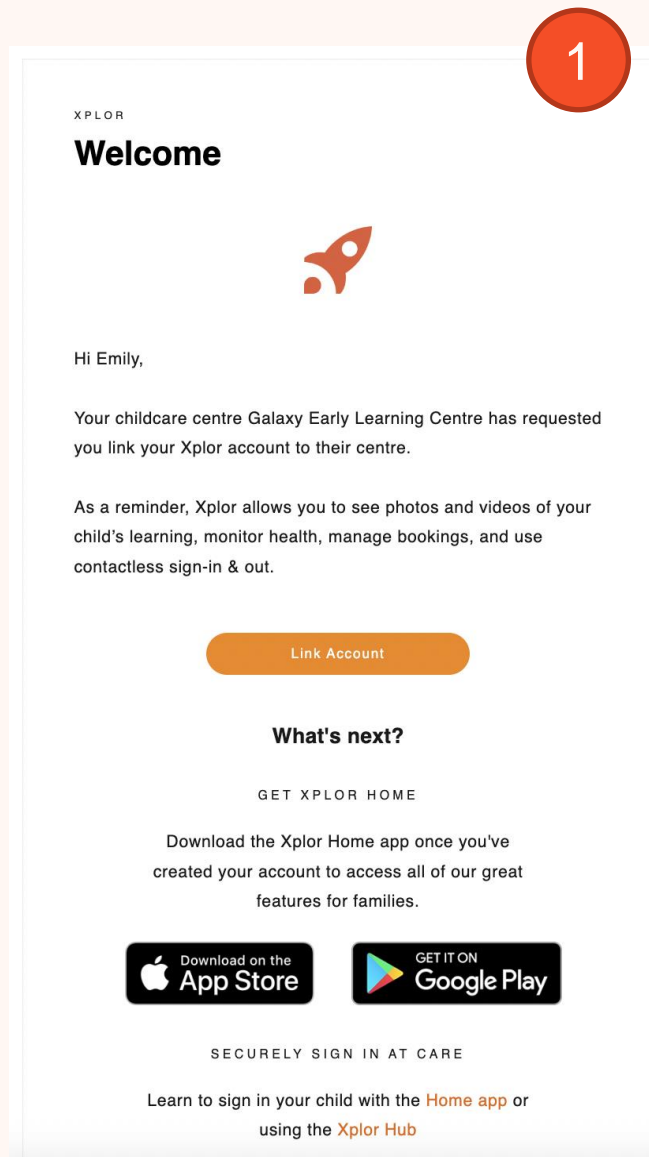 1
XPLOR
Welcome
Hi Emily,
Your childcare centre Galaxy Early Learning Centre has requested
you link your Xplor account to their centre.
As a reminder, Xplor allows you to see photos and videos of your
child’s learning, monitor health, manage bookings, and use
contactless sign-in & out.
Link Account
What's next?
GET XPLOR HOME
Download the Xplor Home app once you've
created your account to access all of our great
features for families.
Download on the
App Store
GET IT ON
Google Play
SECURELY SIGN IN AT CARE
Learn to sign in your child with the Home app or
using the Xplor Hub